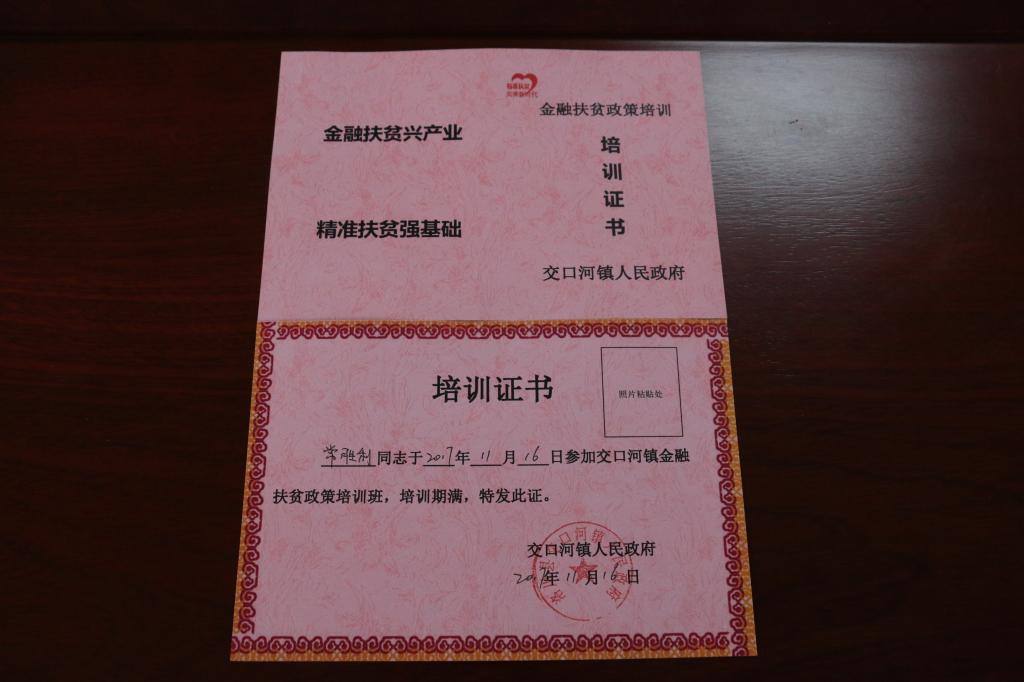 金融扶贫兴产业
精准扶贫强基础
金融扶贫政策培训
培
训
证
书
交口河镇人民政府
培训证书
照片粘贴处
常胜利同志于2017年11月16日参加交口河镇金融
扶贫政策培训班，培训期满，特发此证。
交口河镇人民政府
2017年11月16日